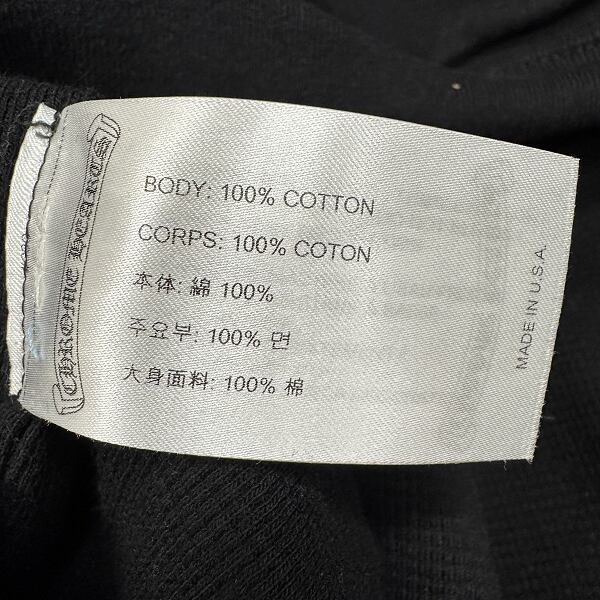 CHROME HEARTS
BODY: 100% COTTON
CORPS: 100% COTON
本体: 綿 100%
주요부: 100% 면
大身面料: 100% 棉
MADE IN U.S.A.